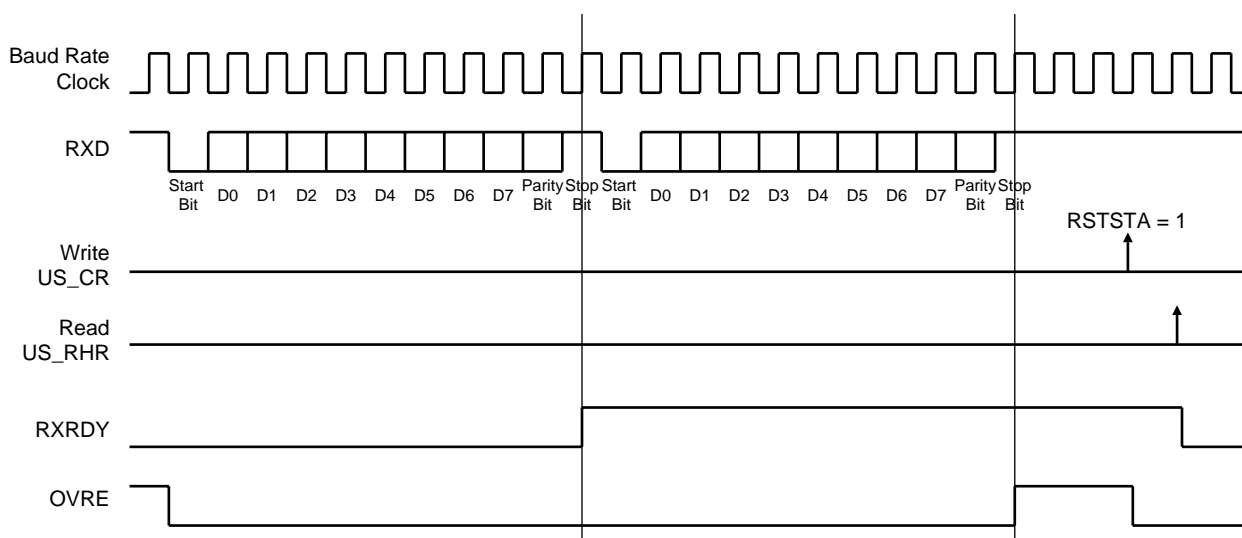 Baud Rate
Clock
RXD
Start
Bit
D0
D1
D2
D3
D4
D5
D6
D7
Parity
Bit
Stop
Bit
Start
Bit
D0
D1
D2
D3
D4
D5
D6
D7
Parity
Bit
Stop
Bit
RSTSTA = 1
Write
US_CR
Read
US_RHR
RXRDY
OVRE